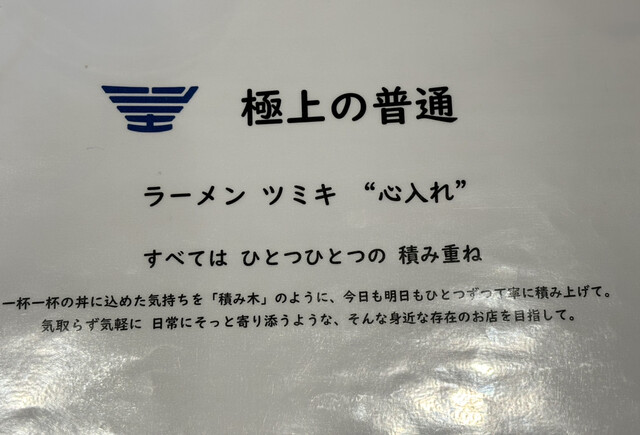 極上の普通
ラーメン ツミキ “心入れ”
すべては ひとつひとつの 積み重ね
一杯一杯の丼に込めた気持ちを「積み木」のように、今日も明日もひとつずつ丁寧に積み上げて。
気取らず気軽に 日常にそっと寄り添うような、そんな身近な存在のお店を目指して。